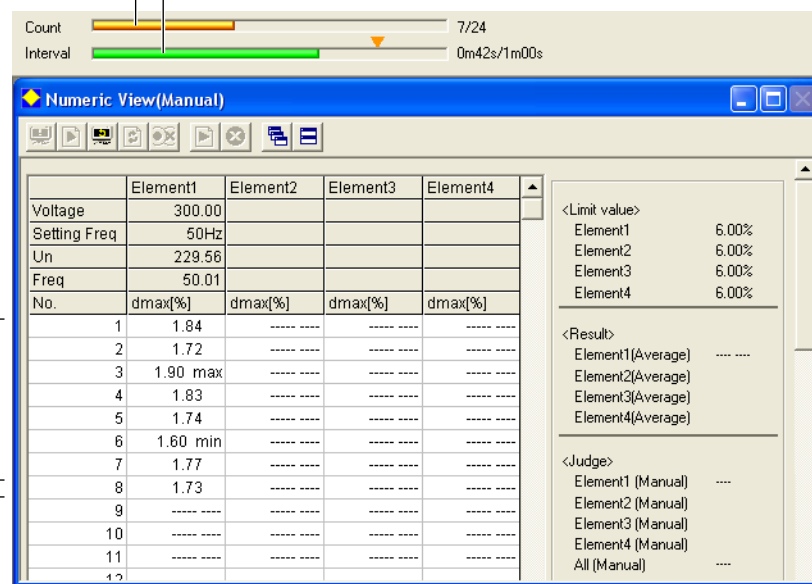 Count 7/24
Interval 0m42s/1m00s
Numeric View(Manual)
Element1 Element2 Element3 Element4
Voltage 300.00
Setting Freq 50Hz
Un 229.56
Freq 50.01
No. dmax[%] dmax[%] dmax[%] dmax[%]
1 1.84 ----- ---- ----- ---- ----- ----
2 1.72 ----- ---- ----- ---- ----- ----
3 1.90 max ----- ---- ----- ---- ----- ----
4 1.83 ----- ---- ----- ---- ----- ----
5 1.74 ----- ---- ----- ---- ----- ----
6 1.60 min ----- ---- ----- ---- ----- ----
7 1.77 ----- ---- ----- ---- ----- ----
8 1.73 ----- ---- ----- ---- ----- ----
9 ----- ---- ----- ---- ----- ---- ----- ----
10 ----- ---- ----- ---- ----- ---- ----- ----
11 ----- ---- ----- ---- ----- ---- ----- ----
12
<Limit value>
Element1 6.00%
Element2 6.00%
Element3 6.00%
Element4 6.00%
<Result>
Element1(Average) ---- ----
Element2(Average)
Element3(Average)
Element4(Average)
<Judge>
Element1 (Manual) ----
Element2 (Manual)
Element3 (Manual)
Element4 (Manual)
All (Manual) ----